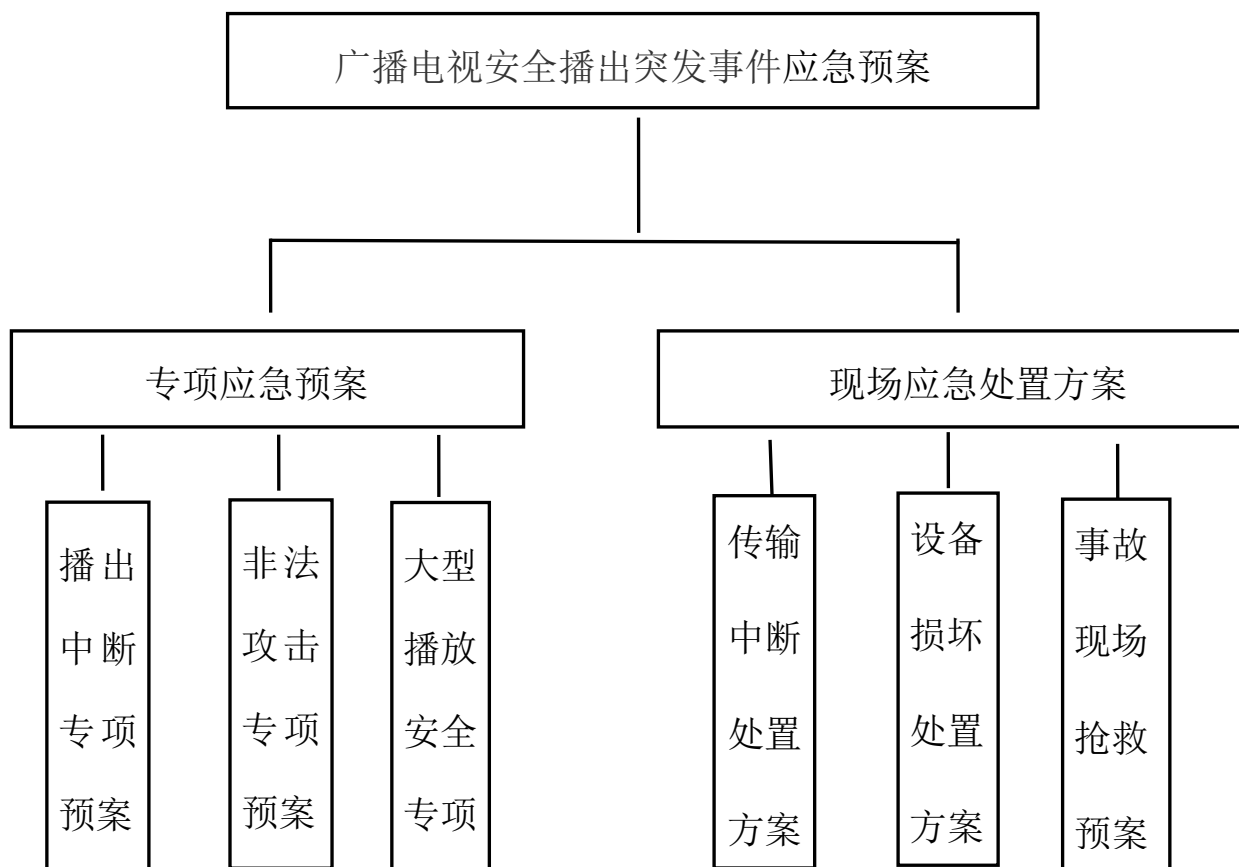 广播电视安全播出突发事件应急预案
专项应急预案
现场应急处置方案
播出
中断
专项
预案
非法
攻击
专项
预案
大型
播放
安全
专项
传输
中断
处置
方案
设备
损坏
处置
方案
事故
现场
抢救
预案